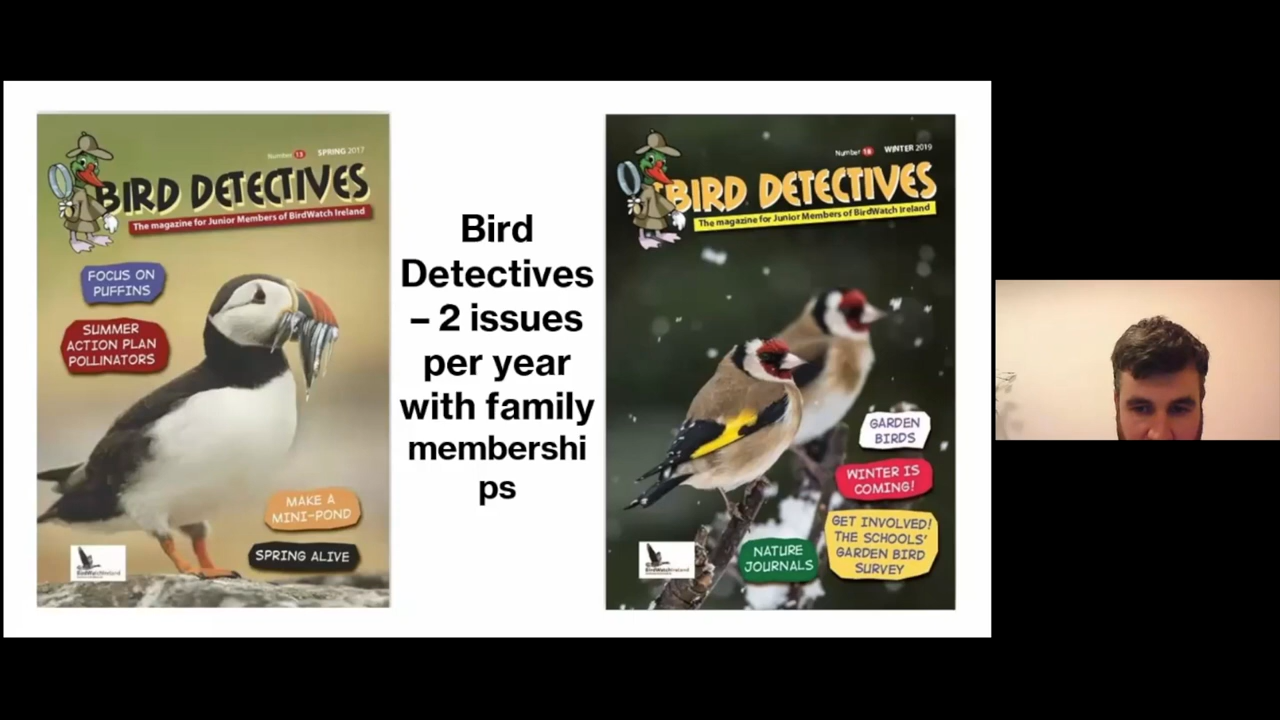 Number 13 SPRING 2017
BIRD DETECTIVES
The magazine for Junior Members of BirdWatch Ireland
FOCUS ON
PUFFINS
SUMMER
ACTION PLAN
POLLINATORS
MAKE A
MINI-POND
SPRING ALIVE
BirdWatchIreland
Bird
Detectives
– 2 issues
per year
with family
membershi
ps
Number 18 WINTER 2019
BIRD DETECTIVES
The magazine for Junior Members of BirdWatch Ireland
GARDEN
BIRDS
WINTER IS
COMING!
GET INVOLVED!
THE SCHOOLS'
GARDEN BIRD
SURVEY
NATURE
JOURNALS
BirdWatchIreland